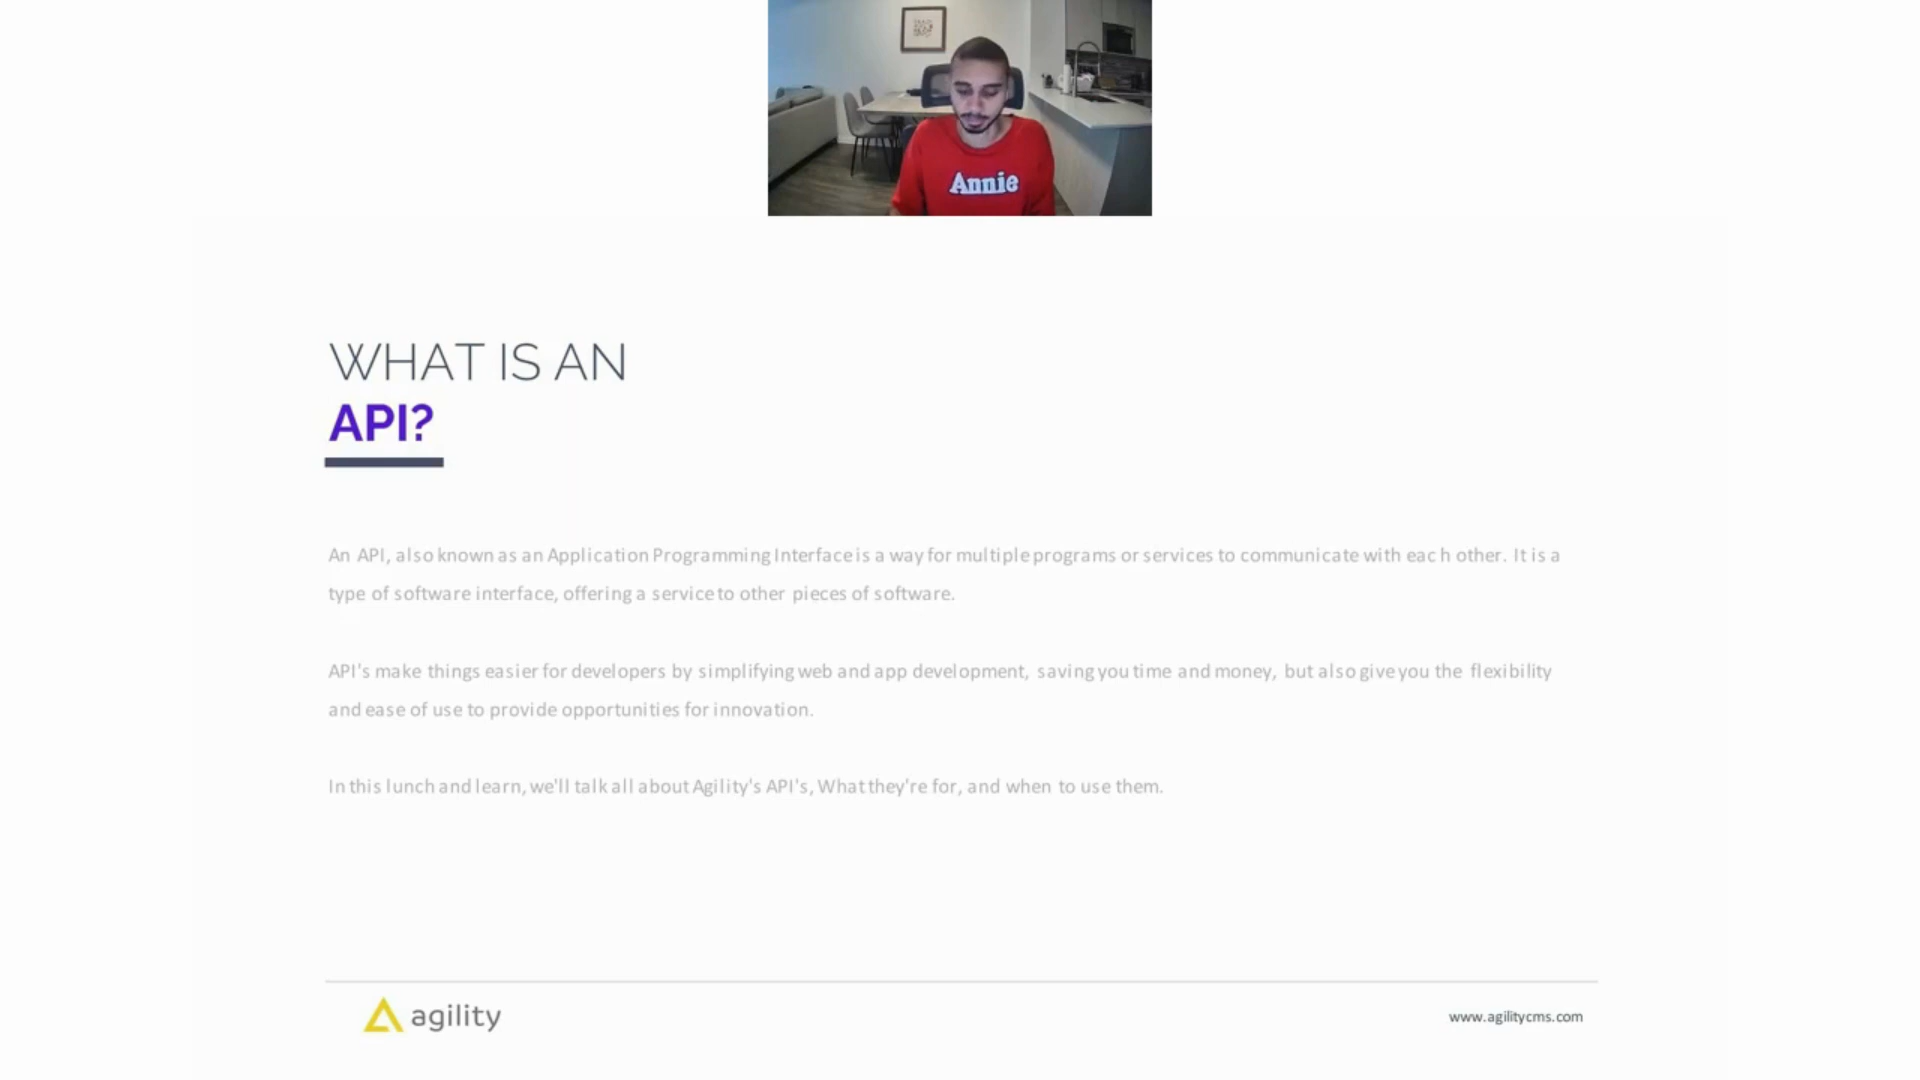 Annie
WHAT IS AN
API?
An API, also known as an Application Programming Interface is a way for multiple programs or services to communicate with each other. It is a
type of software interface, offering a service to other pieces of software.
API's make things easier for developers by simplifying web and app development, saving you time and money, but also give you the flexibility
and ease of use to provide opportunities for innovation.
In this lunch and learn, we'll talk all about Agility's API's, What they're for, and when to use them.
agility
www.agilitycms.com